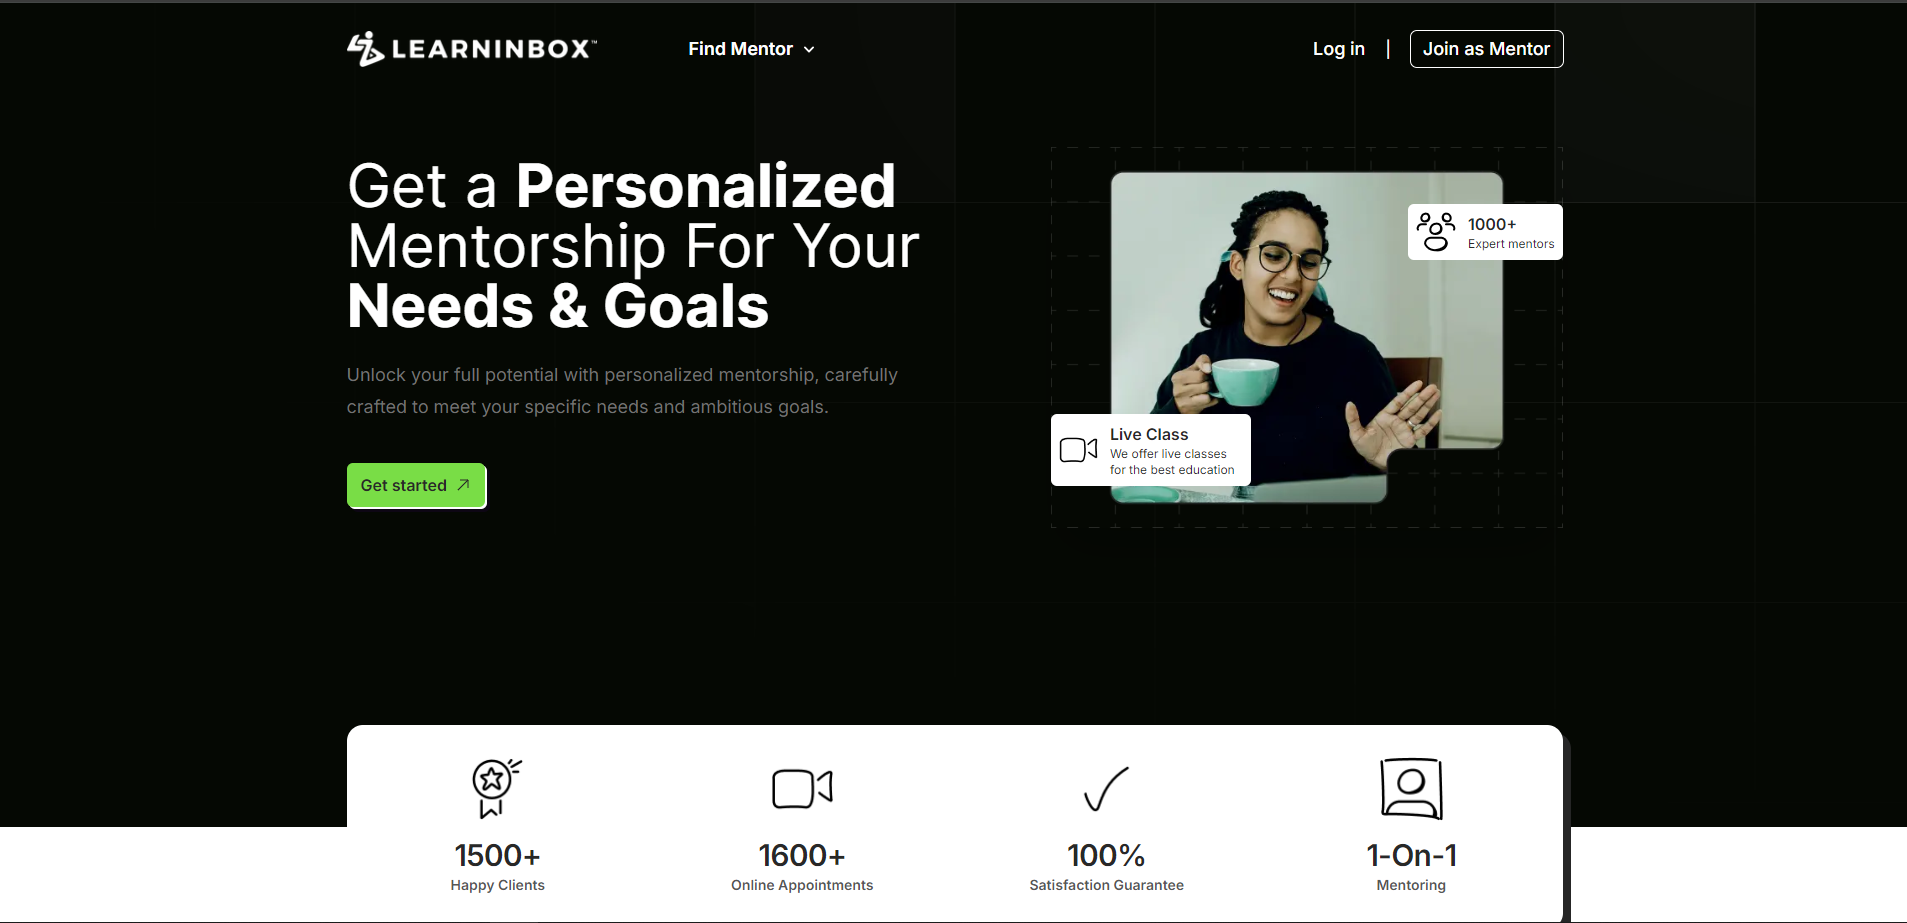 LEARNINBOX™
Find Mentor
Log in | Join as Mentor
Get a Personalized
Mentorship For Your
Needs & Goals
Unlock your full potential with personalized mentorship, carefully
crafted to meet your specific needs and ambitious goals.
Get started
1000+
Expert mentors
Live Class
We offer live classes
for the best education
1500+
Happy Clients
1600+
Online Appointments
100%
Satisfaction Guarantee
1-On-1
Mentoring